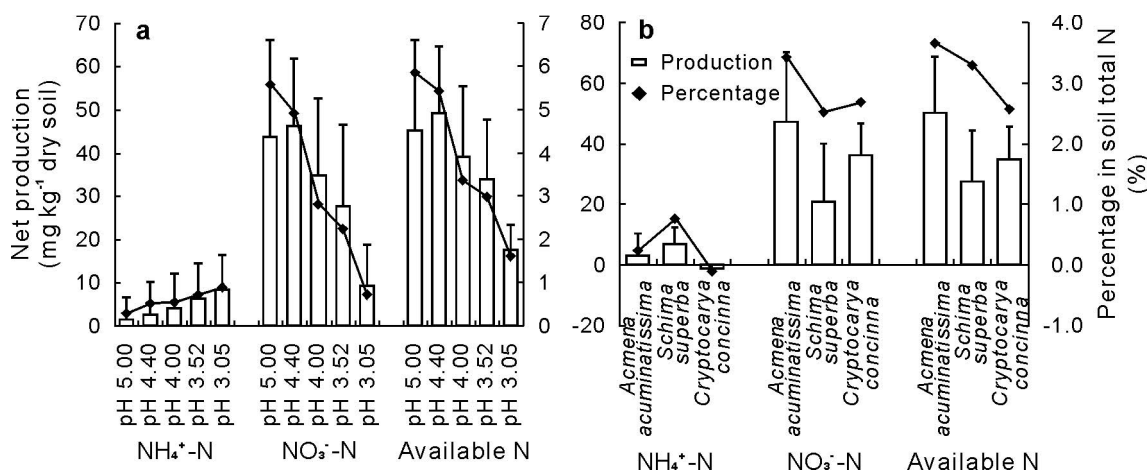 a
Net production
(mg kg⁻¹ dry soil)
70
60
50
40
30
20
10
0
7
6
5
4
3
2
1
0
pH 5.00
pH 4.40
pH 4.00
pH 3.52
pH 3.05
pH 5.00
pH 4.40
pH 4.00
pH 3.52
pH 3.05
pH 5.00
pH 4.40
pH 4.00
pH 3.52
pH 3.05
NH₄⁺-N
NO₃⁻-N
Available N
b
Production
Percentage
80
60
40
20
0
-20
4.0
3.0
2.0
1.0
0.0
-1.0
Percentage in soil total N
(%)
Acmena
acuminatissima
Schima
superba
Cryptocarya
concinna
Acmena
acuminatissima
Schima
superba
Cryptocarya
concinna
Acmena
acuminatissima
Schima
superba
Cryptocarya
concinna
NH₄⁺-N
NO₃⁻-N
Available N